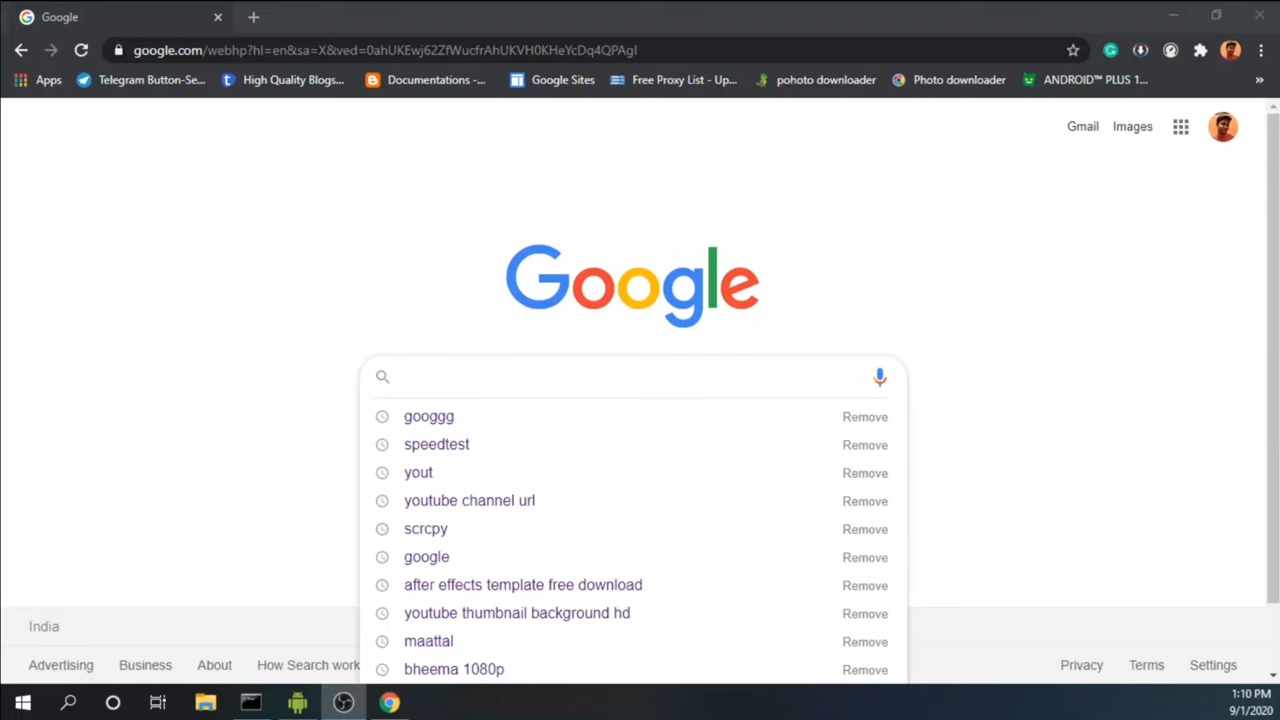 Google
google.com/webhp?hl=en&sa=X&ved=0ahUKEwj62ZfWucfrAhUKVH0KHeYcDq4QPAgI
Apps Telegram Button-Se... High Quality Blogs... Documentations -... Google Sites Free Proxy List - Up... pohoto downloader Photo downloader ANDROID™ PLUS 1...
Gmail Images
Google
googgg Remove
speedtest Remove
yout Remove
youtube channel url Remove
scrcpy Remove
google Remove
after effects template free download Remove
youtube thumbnail background hd Remove
maattal Remove
bheema 1080p Remove
India
Advertising Business About How Search work Privacy Terms Settings
1:10 PM
9/1/2020